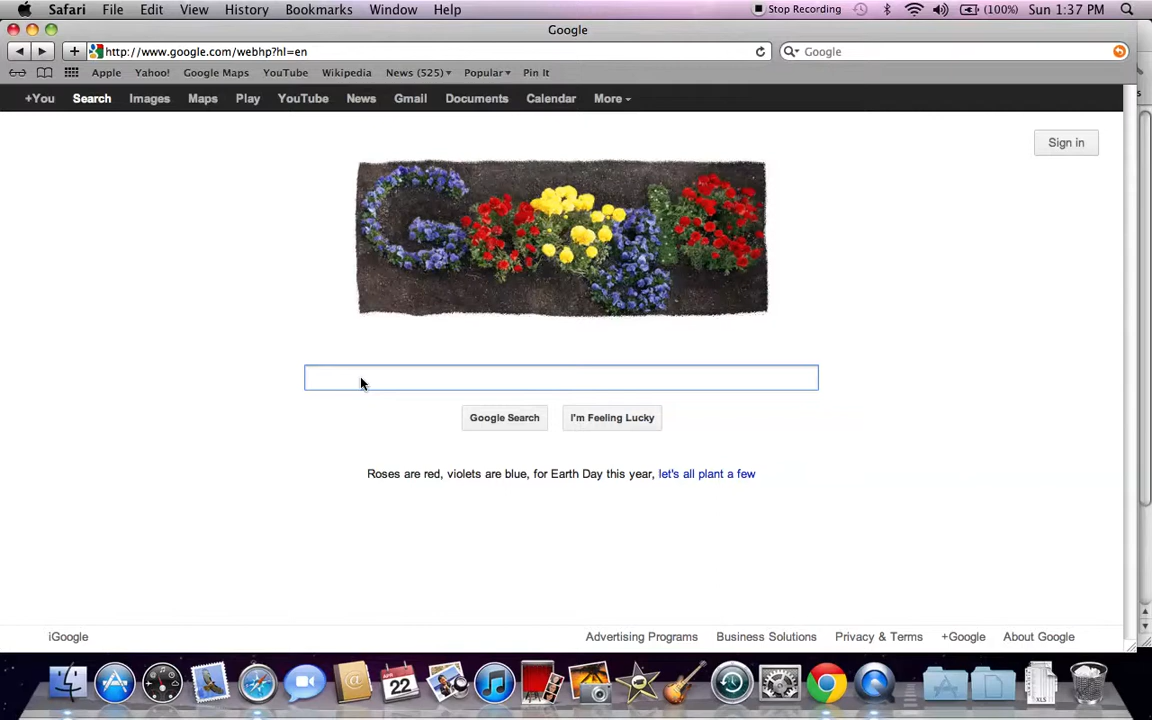 Safari File Edit View History Bookmarks Window Help Stop Recording (100%) Sun 1:37 PM
Google
http://www.google.com/webhp?hl=en Google
Apple Yahoo! Google Maps YouTube Wikipedia News (525) Popular Pin It
+You Search Images Maps Play YouTube News Gmail Documents Calendar More
Sign in
Google
Google Search I'm Feeling Lucky
Roses are red, violets are blue, for Earth Day this year, let's all plant a few
iGoogle Advertising Programs Business Solutions Privacy & Terms +Google About Google
APR
22
XLS